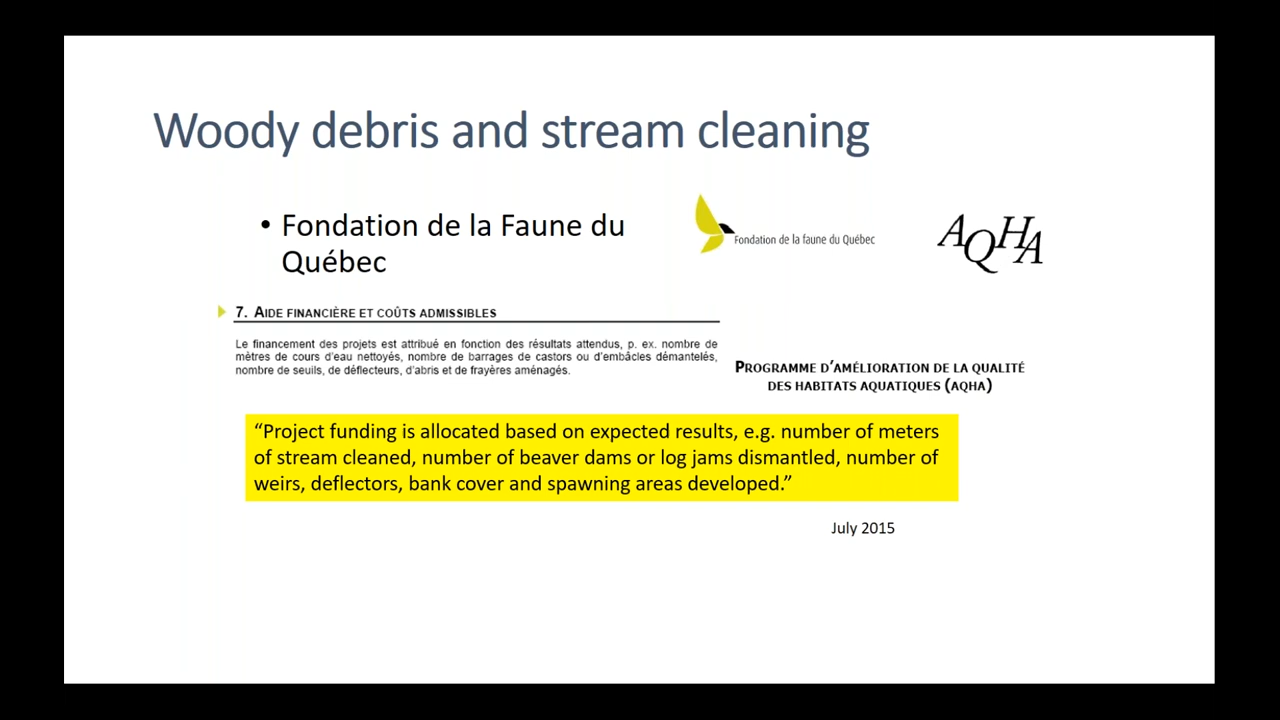 Woody debris and stream cleaning
• Fondation de la Faune du
Québec
Fondation de la faune du Québec
AQHA
7. AIDE FINANCIÈRE ET COÛTS ADMISSIBLES
Le financement des projets est attribué en fonction des résultats attendus, p. ex. nombre de
mètres de cours d'eau nettoyés, nombre de barrages de castors ou d'embâcles démantelés,
nombre de seuils, de déflecteurs, d'abris et de frayères aménagés.
PROGRAMME D'AMÉLIORATION DE LA QUALITÉ
DES HABITATS AQUATIQUES (AQHA)
“Project funding is allocated based on expected results, e.g. number of meters
of stream cleaned, number of beaver dams or log jams dismantled, number of
weirs, deflectors, bank cover and spawning areas developed.”
July 2015